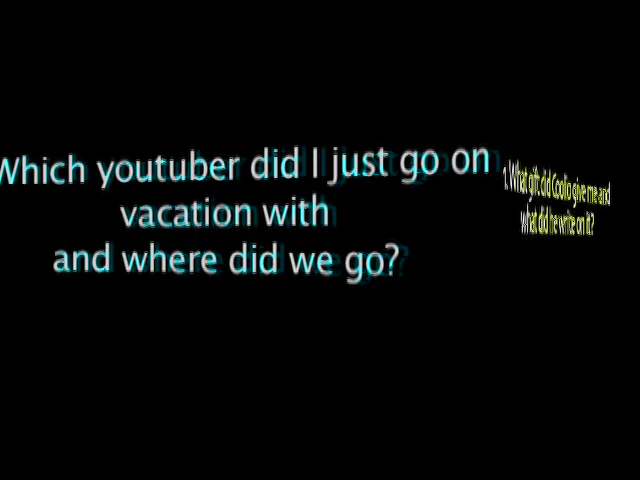 Which youtuber did I just go on
vacation with
and where did we go?
1. What gift did Coollo give me and
what did he write on it?